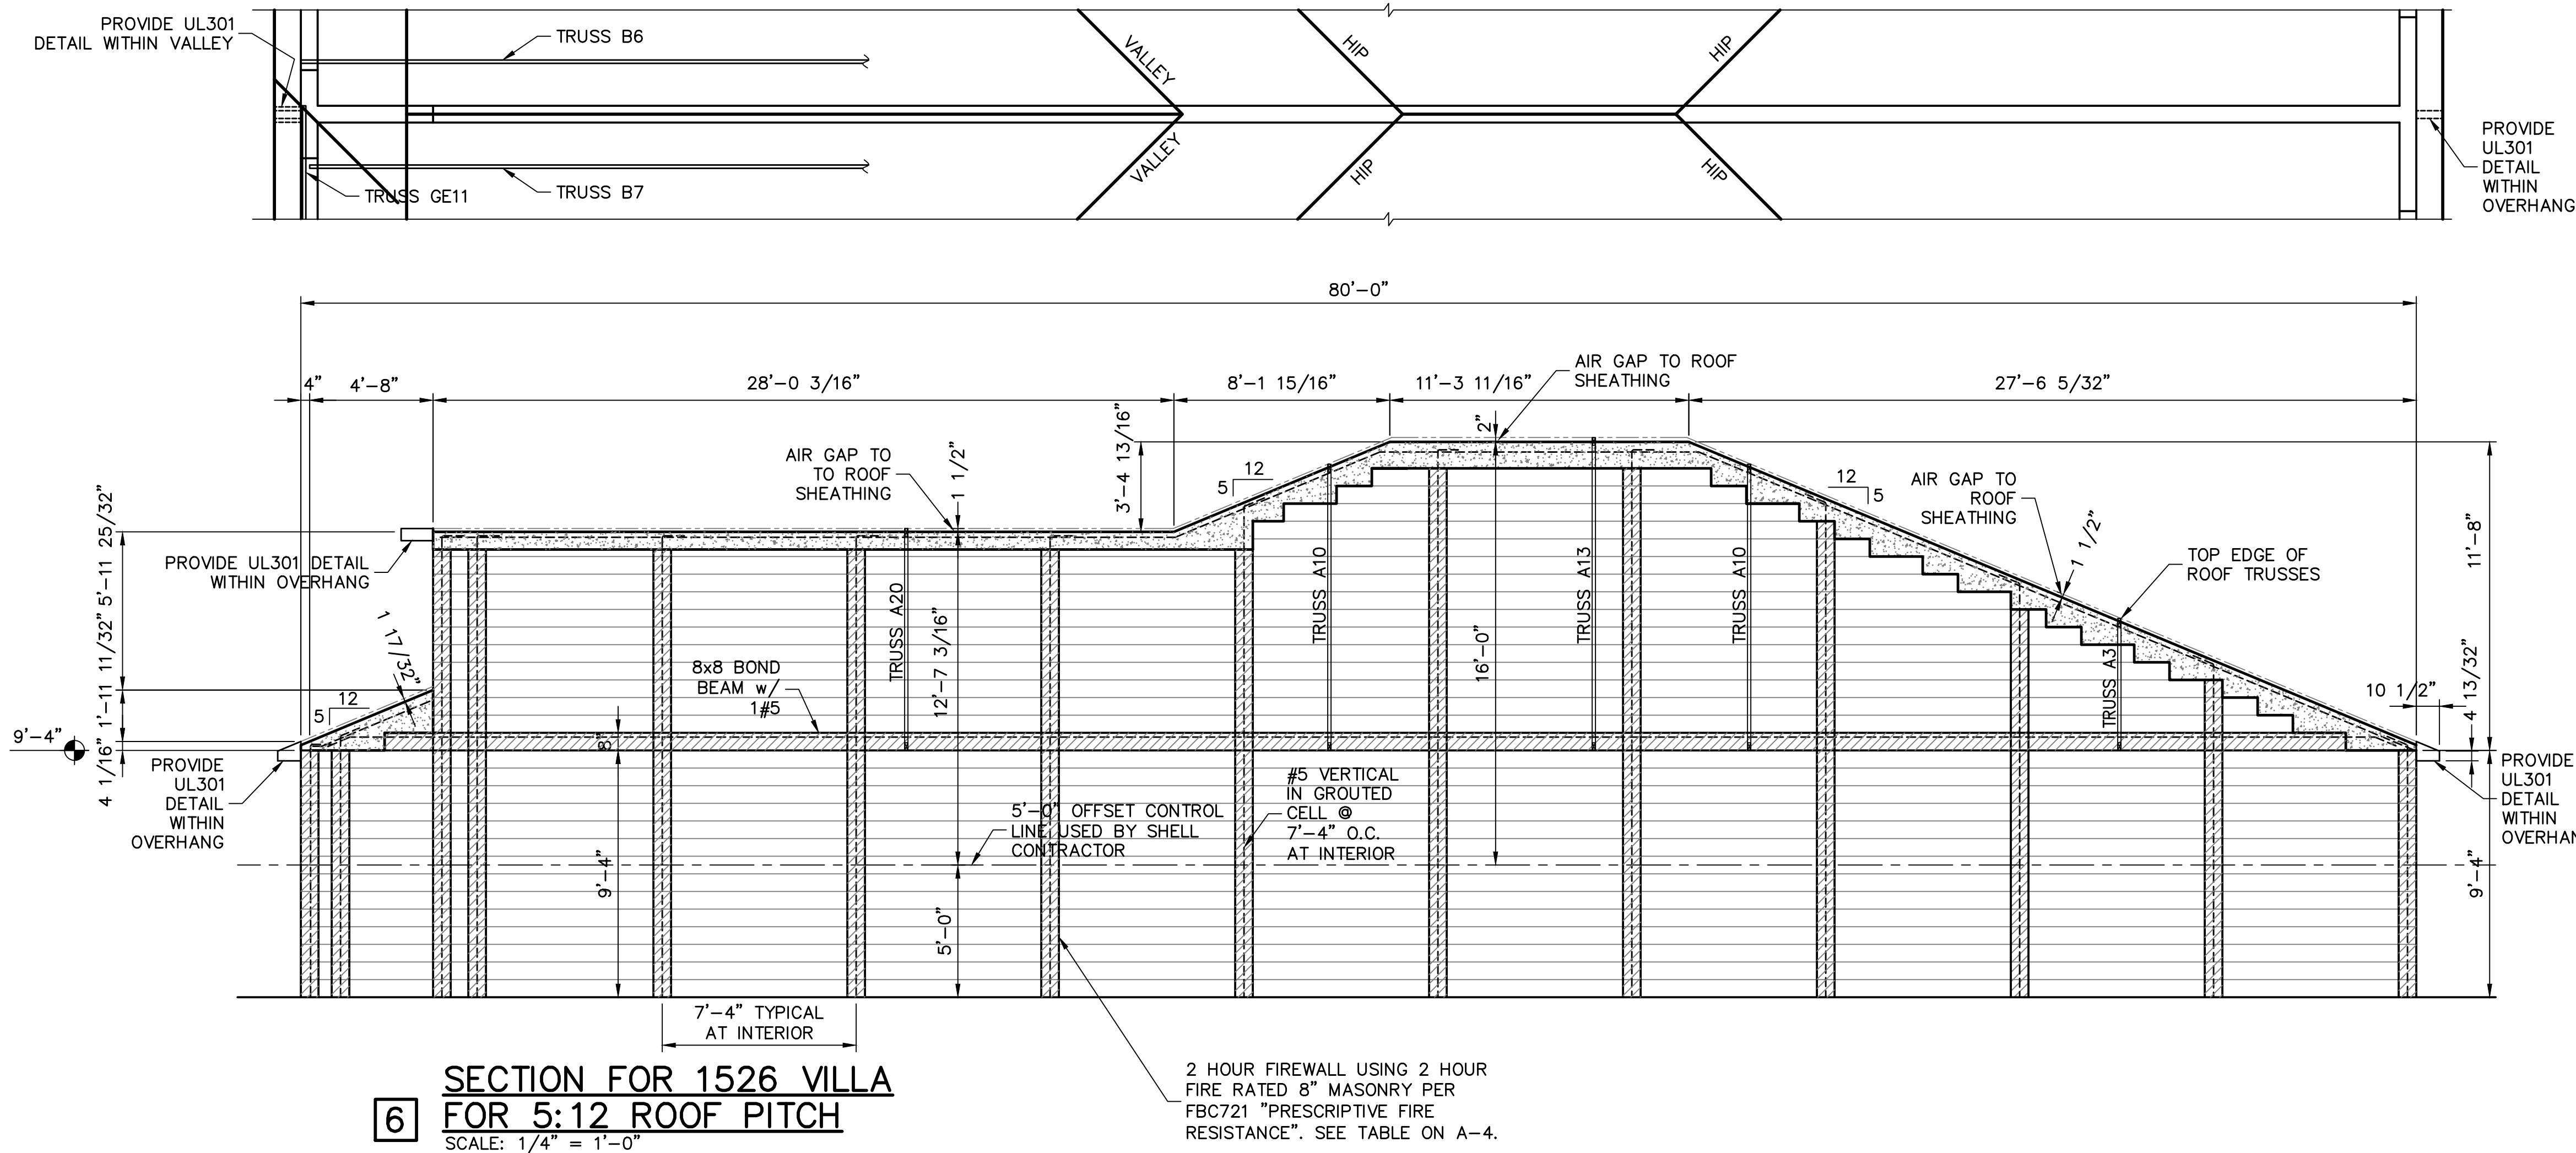 PROVIDE UL301
DETAIL WITHIN VALLEY
TRUSS B6
VALLEY
HIP
HIP
TRUSS GE11
TRUSS B7
VALLEY
HIP
HIP
PROVIDE
UL301
DETAIL
WITHIN
OVERHANG
80'-0"
4"
4'-8"
28'-0 3/16"
8'-1 15/16"
11'-3 11/16"
27'-6 5/32"
AIR GAP TO ROOF
SHEATHING
2"
3'-4 13/16"
AIR GAP TO
TO ROOF
SHEATHING
1 1/2"
12
5
12
5
AIR GAP TO
ROOF
SHEATHING
1 1/2"
TOP EDGE OF
ROOF TRUSSES
11'-8"
5'-11 25/32"
1'-11 11/32"
4 1/16"
PROVIDE UL301 DETAIL
WITHIN OVERHANG
1 17/32"
12
5
9'-4"
PROVIDE
UL301
DETAIL
WITHIN
OVERHANG
8x8 BOND
BEAM w/
1#5
8"
TRUSS A20
12'-7 3/16"
TRUSS A10
16'-0"
TRUSS A13
TRUSS A10
TRUSS A3
10 1/2"
4 13/32"
PROVIDE
UL301
DETAIL
WITHIN
OVERHAN
9'-4"
9'-4"
5'-0" OFFSET CONTROL
LINE USED BY SHELL
CONTRACTOR
#5 VERTICAL
IN GROUTED
CELL @
7'-4" O.C.
AT INTERIOR
5'-0"
7'-4" TYPICAL
AT INTERIOR
2 HOUR FIREWALL USING 2 HOUR
FIRE RATED 8" MASONRY PER
FBC721 "PRESCRIPTIVE FIRE
RESISTANCE". SEE TABLE ON A-4.
6
SECTION FOR 1526 VILLA
FOR 5:12 ROOF PITCH
SCALE: 1/4" = 1'-0"